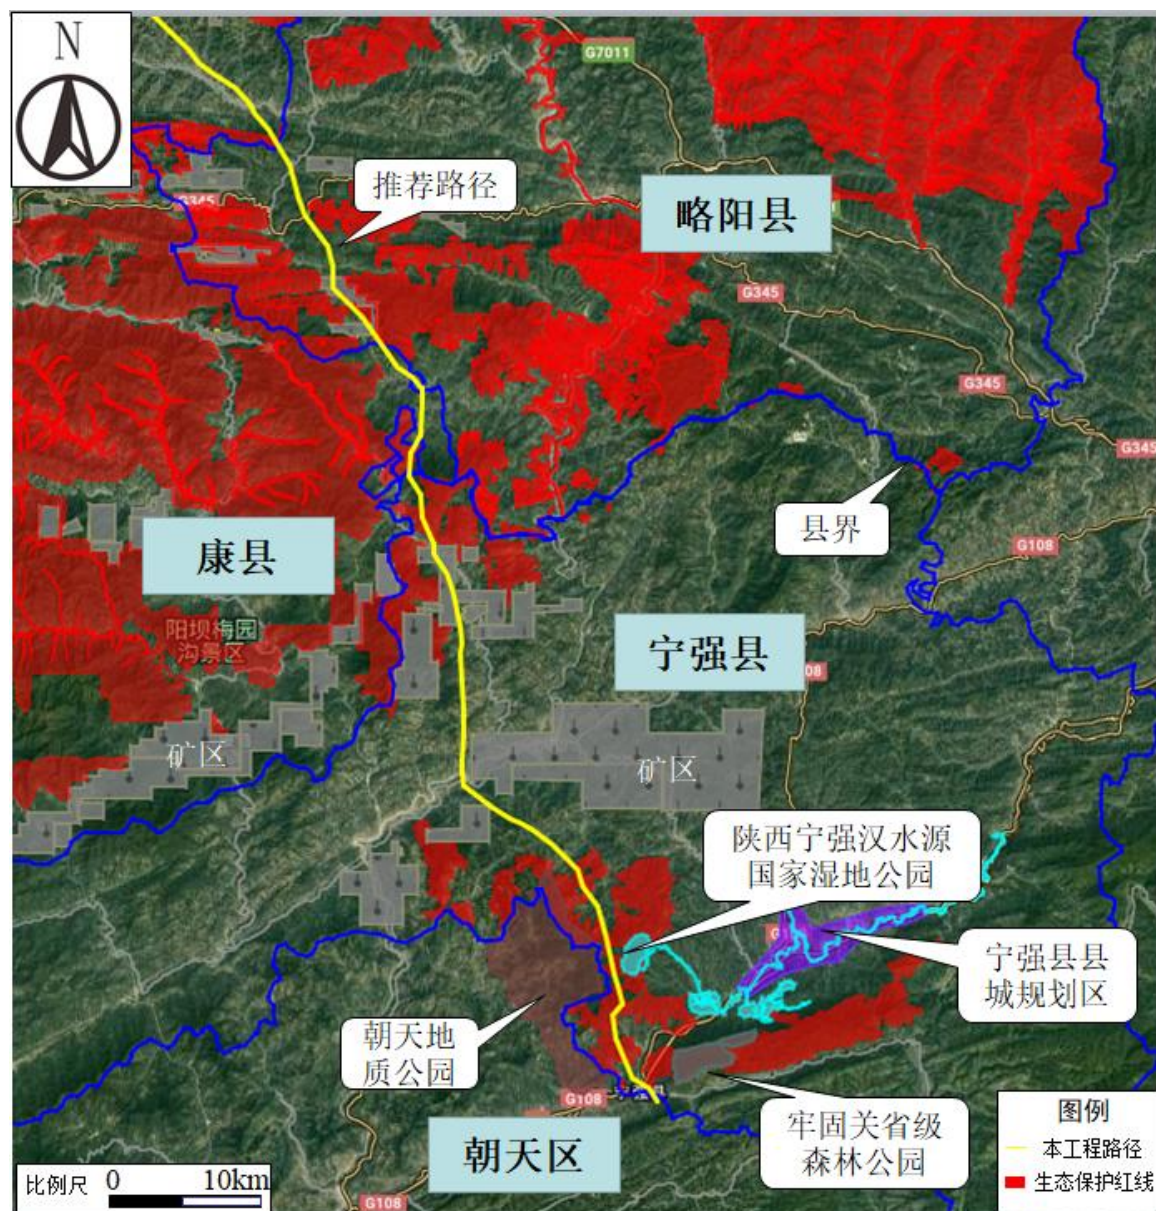 N
G7011
推荐路径
G345
略阳县
G345
G345
G345
县界
G108
康县
阳坝梅园
沟景区
宁强县
08
矿区
矿区
陕西宁强汉水源
国家湿地公园
宁强县县
城规划区
朝天地
质公园
G108
牢固关省级
森林公园
朝天区
G108
比例尺
0
10km
图例
本工程路径
生态保护红线